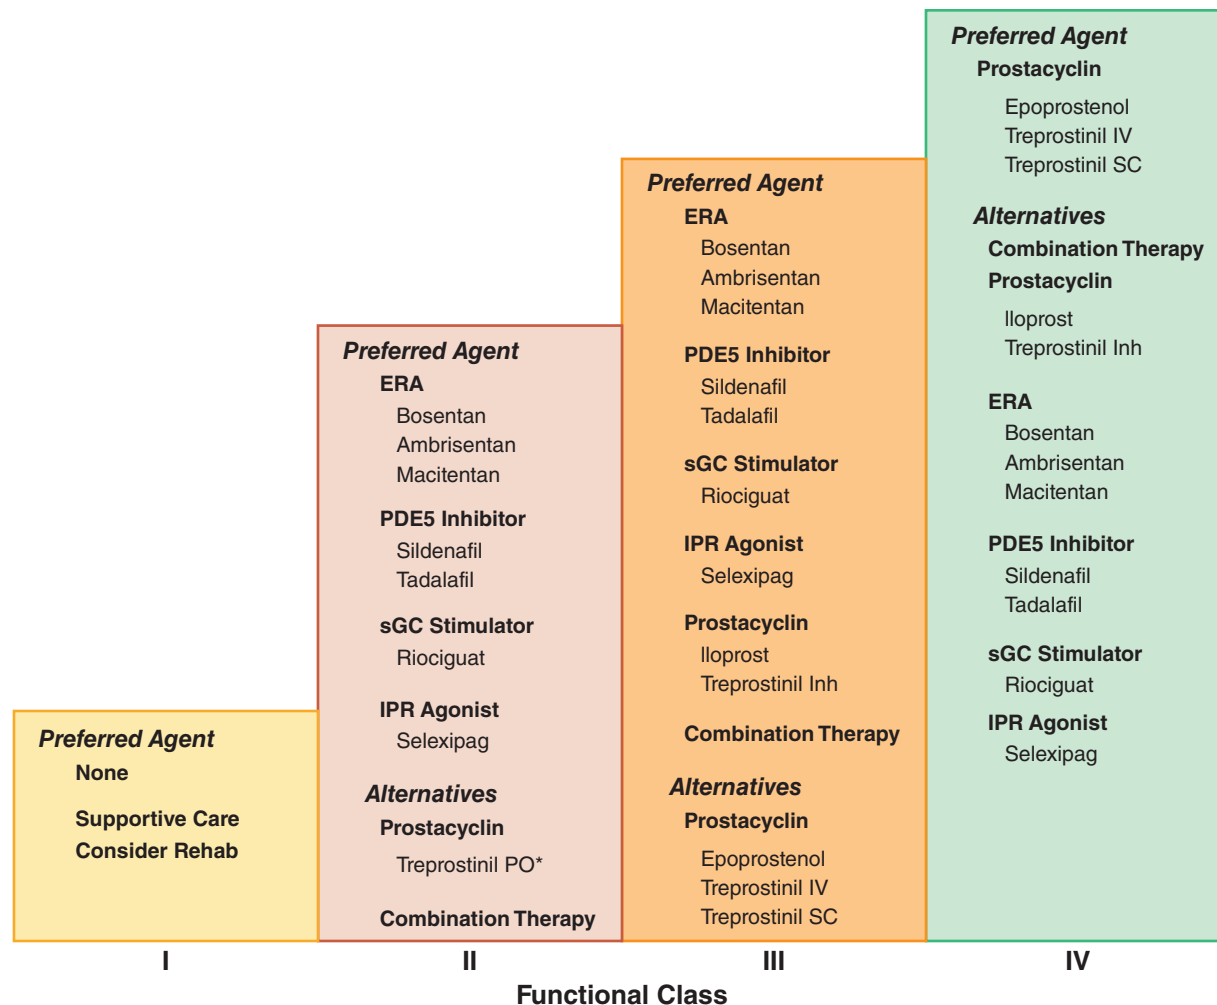 Preferred Agent
None
Supportive Care
Consider Rehab
Preferred Agent
ERA
Bosentan
Ambrisentan
Macitentan
PDE5 Inhibitor
Sildenafil
Tadalafil
sGC Stimulator
Riociguat
IPR Agonist
Selexipag
Alternatives
Prostacyclin
Treprostinil PO*
Combination Therapy
Preferred Agent
ERA
Bosentan
Ambrisentan
Macitentan
PDE5 Inhibitor
Sildenafil
Tadalafil
sGC Stimulator
Riociguat
IPR Agonist
Selexipag
Prostacyclin
lloprost
Treprostinil Inh
Combination Therapy
Alternatives
Prostacyclin
Epoprostenol
Treprostinil IV
Treprostinil SC
Preferred Agent
Prostacyclin
Epoprostenol
Treprostinil IV
Treprostinil SC
Alternatives
Combination Therapy
Prostacyclin
lloprost
Treprostinil Inh
ERA
Bosentan
Ambrisentan
Macitentan
PDE5 Inhibitor
Sildenafil
Tadalafil
sGC Stimulator
Riociguat
IPR Agonist
Selexipag
I II III IV
Functional Class